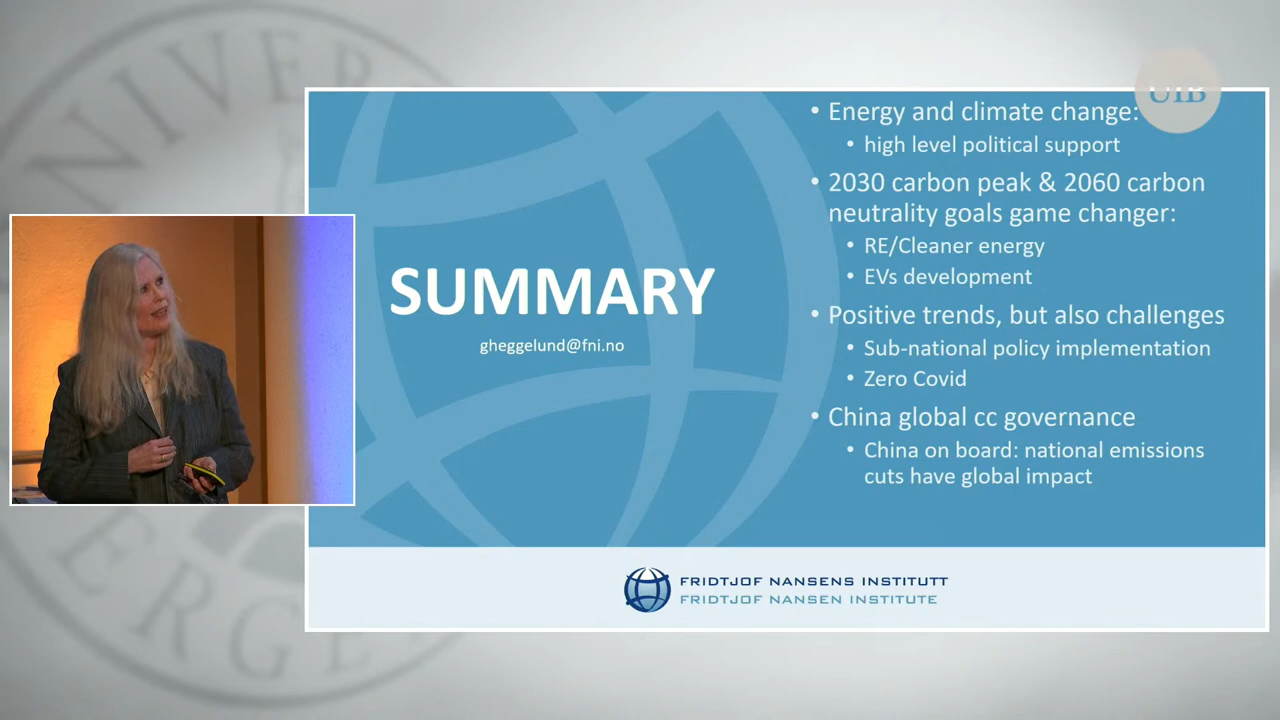 UIB
SUMMARY
gheggelund@fni.no
• Energy and climate change:
• high level political support
• 2030 carbon peak & 2060 carbon
neutrality goals game changer:
• RE/Cleaner energy
• EVs development
• Positive trends, but also challenges
• Sub-national policy implementation
• Zero Covid
• China global cc governance
• China on board: national emissions
cuts have global impact
FRIDTJOF NANSENS INSTITUTT
FRIDTJOF NANSEN INSTITUTE